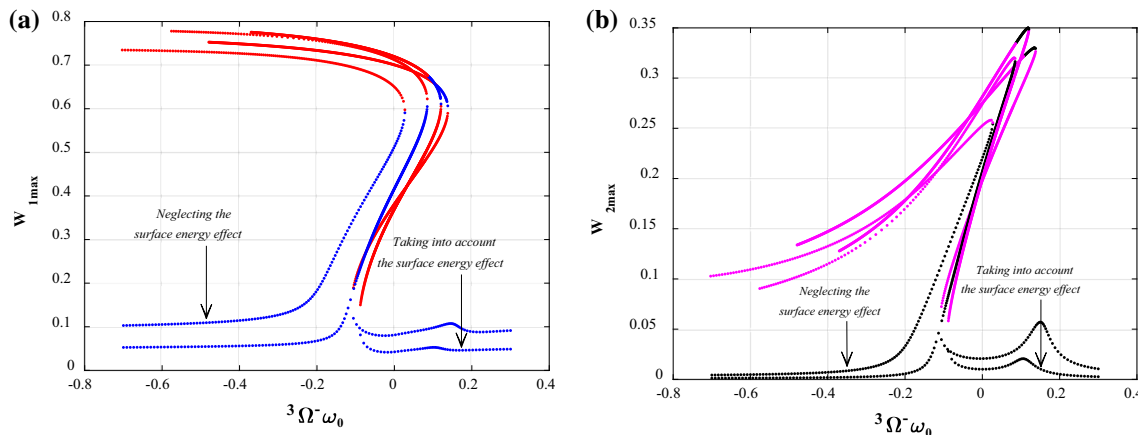 (a)
0.8
0.7
0.6
0.5
0.4
0.3
0.2
0.1
0
W 1max
Neglecting the
surface energy effect
Taking into account
the surface energy effect
-0.8
-0.6
-0.4
-0.2
0
0.2
0.4
³Ω⁻ω₀
(b)
0.35
0.3
0.25
0.2
0.15
0.1
0.05
0
W 2max
Neglecting the
surface energy effect
Taking into account
the surface energy effect
-0.8
-0.6
-0.4
-0.2
0
0.2
0.4
³Ω⁻ω₀